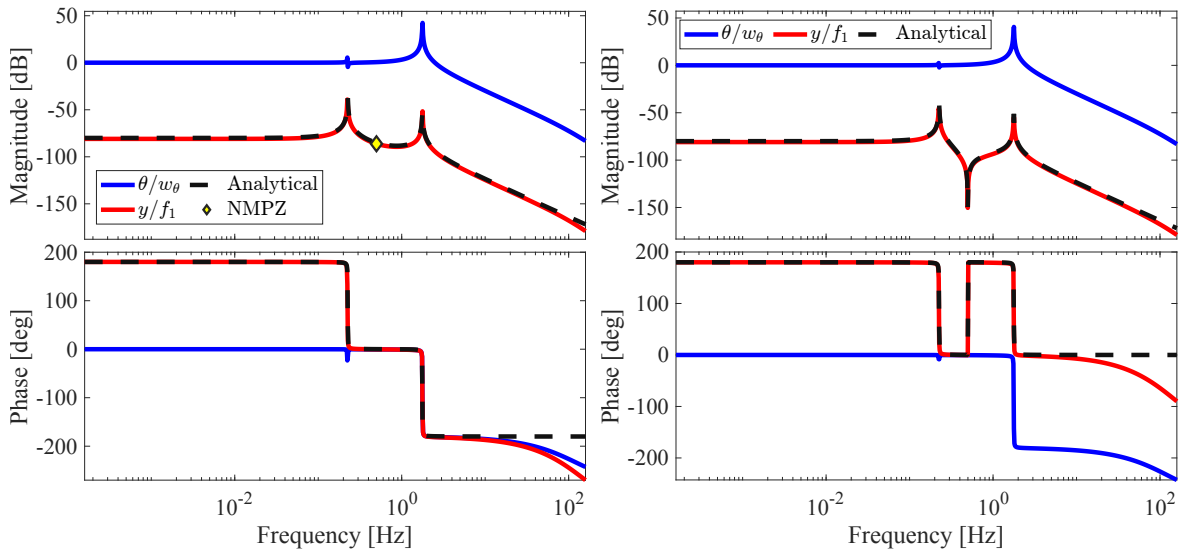 50
0
-50
-100
-150
Magnitude [dB]
θ/w_θ
Analytical
y/f_1
NMPZ
200
100
0
-100
-200
Phase [deg]
10^-2
10^0
10^2
Frequency [Hz]
50
0
-50
-100
-150
Magnitude [dB]
θ/w_θ y/f_1 Analytical
100
0
-100
-200
Phase [deg]
10^-2
10^0
10^2
Frequency [Hz]